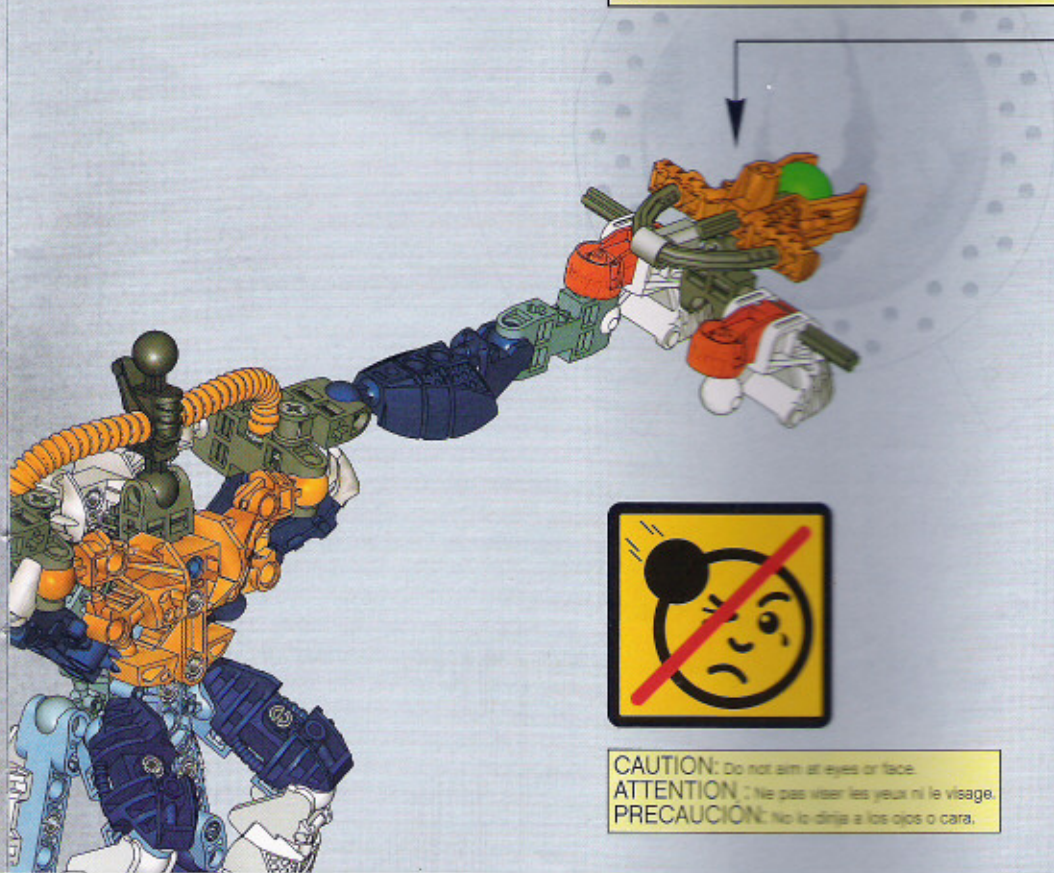 CAUTION: Do not aim at eyes or face.
ATTENTION : Ne pas viser les yeux ni le visage.
PRECAUCIÓN: No lo dirija a los ojos o cara.